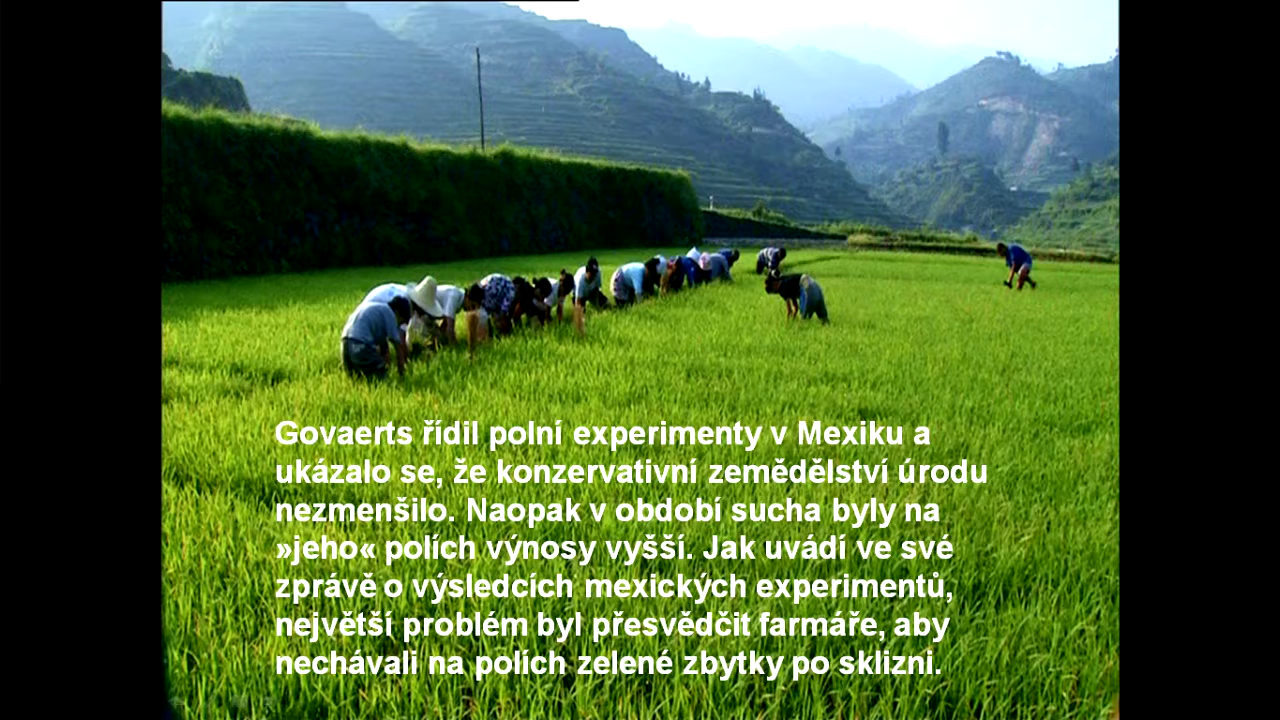 Govaerts řídil polní experimenty v Mexiku a
ukázalo se, že konzervativní zemědělství úrodu
nezmenšilo. Naopak v období sucha byly na
»jeho« polích výnosy vyšší. Jak uvádí ve své
zprávě o výsledcích mexických experimentů,
největší problém byl přesvědčit farmáře, aby
nechávali na polích zelené zbytky po sklizni.